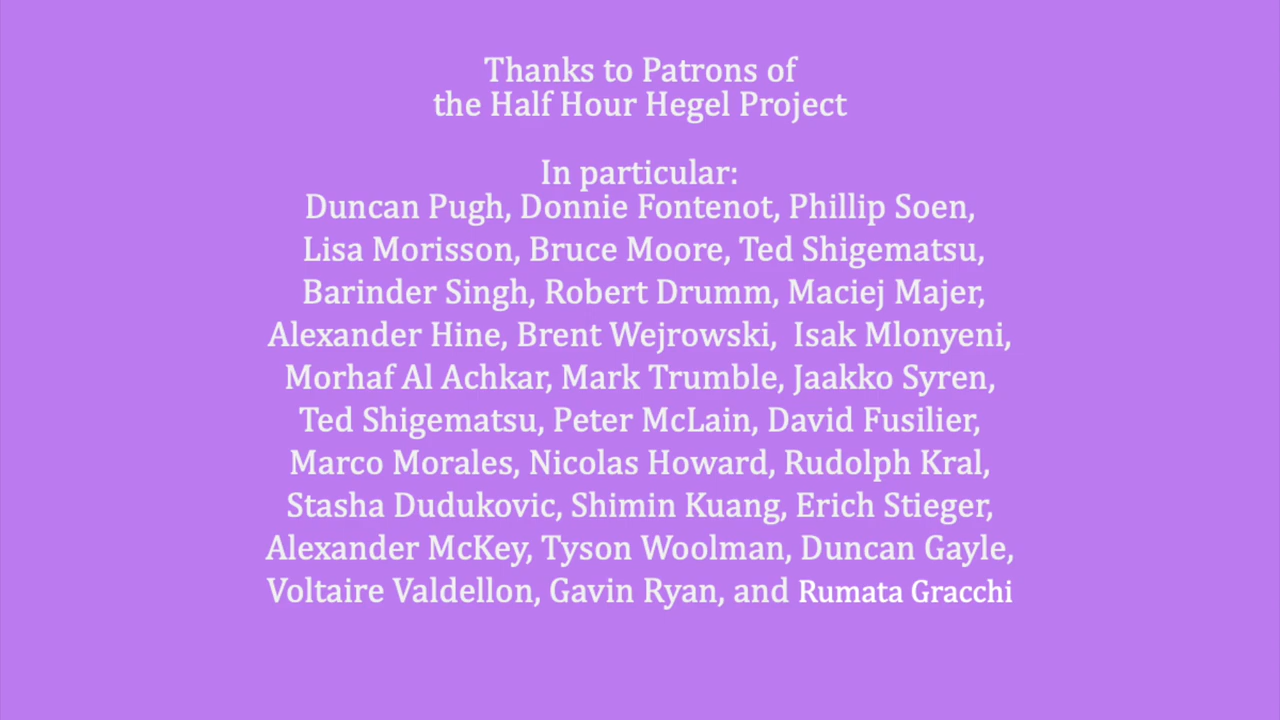 Thanks to Patrons of
the Half Hour Hegel Project
In particular:
Duncan Pugh, Donnie Fontenot, Phillip Soen,
Lisa Morisson, Bruce Moore, Ted Shigematsu,
Barinder Singh, Robert Drumm, Maciej Majer,
Alexander Hine, Brent Wejrowski,  Isak Mlonyeni,
Morhaf Al Achkar, Mark Trumble, Jaakko Syren,
Ted Shigematsu, Peter McLain, David Fusilier,
Marco Morales, Nicolas Howard, Rudolph Kral,
Stasha Dudukovic, Shimin Kuang, Erich Stieger,
Alexander McKey, Tyson Woolman, Duncan Gayle,
Voltaire Valdellon, Gavin Ryan, and Rumata Gracchi